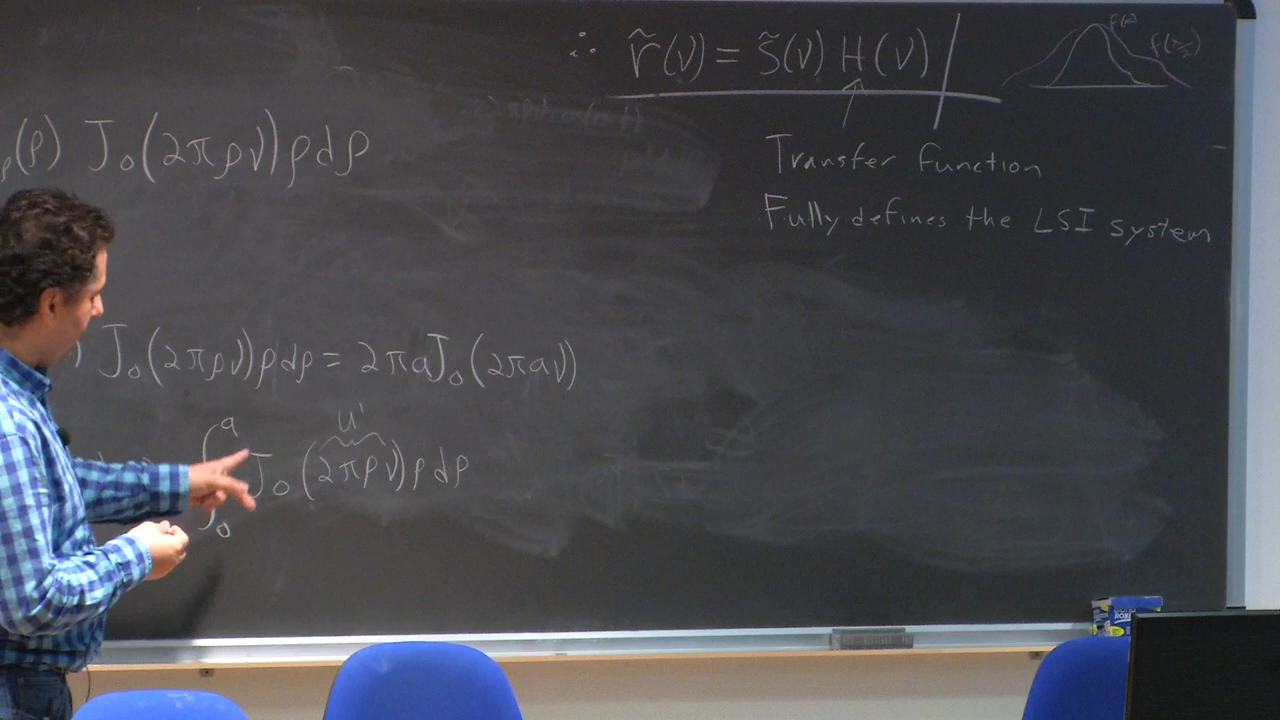 ∴ r̃(ν) = s̃(ν) H(ν)
f(r)
f(r/2)
ρ(ρ) J₀(2πρν)ρdρ
Transfer function
Fully defines the LSI system
) J₀(2πρν)ρdρ = 2πaJ₀(2πaν)
u'
∫₀ᵃ J₀(2πρν)ρdρ